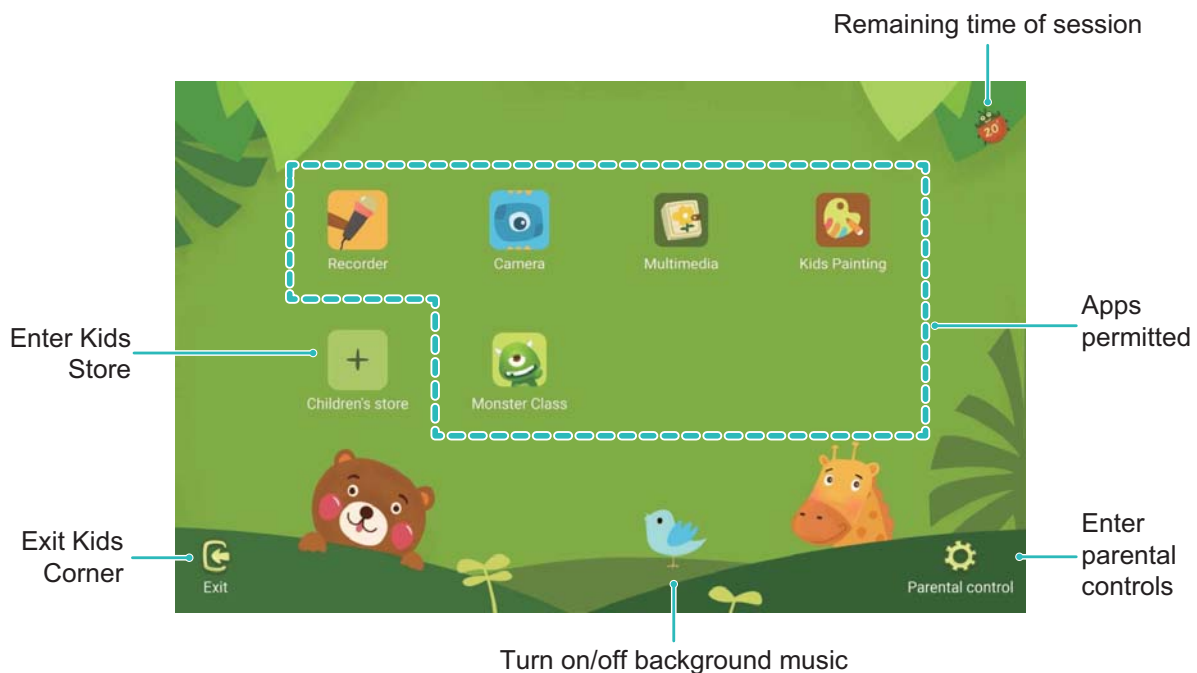 Remaining time of session
20'
Recorder
Camera
Multimedia
Kids Painting
Apps
permitted
Enter Kids
Store
Children's store
Monster Class
Exit Kids
Corner
Exit
Parental control
Enter
parental
controls
Turn on/off background music